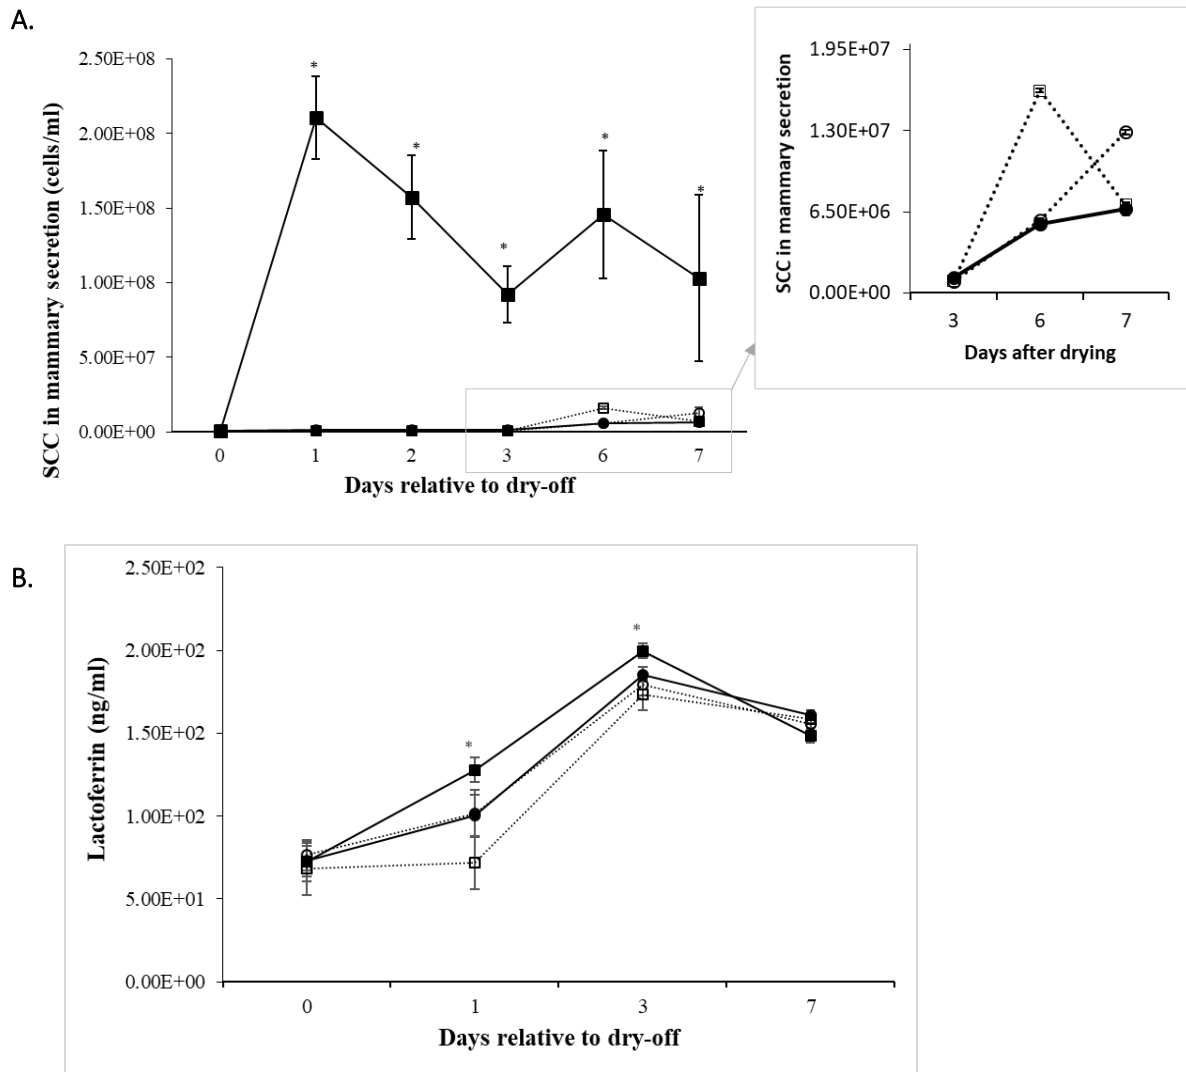 A.
SCC in mammary secretion (cells/ml)
2.50E+08
2.00E+08
1.50E+08
1.00E+08
5.00E+07
0.00E+00
* * * * *
0 1 2 3 6 7
Days relative to dry-off
SCC in mammary secretion
1.95E+07
1.30E+07
6.50E+06
0.00E+00
3 6 7
Days after drying
B.
Lactoferrin (ng/ml)
2.50E+02
2.00E+02
1.50E+02
1.00E+02
5.00E+01
0.00E+00
* *
0 1 3 7
Days relative to dry-off